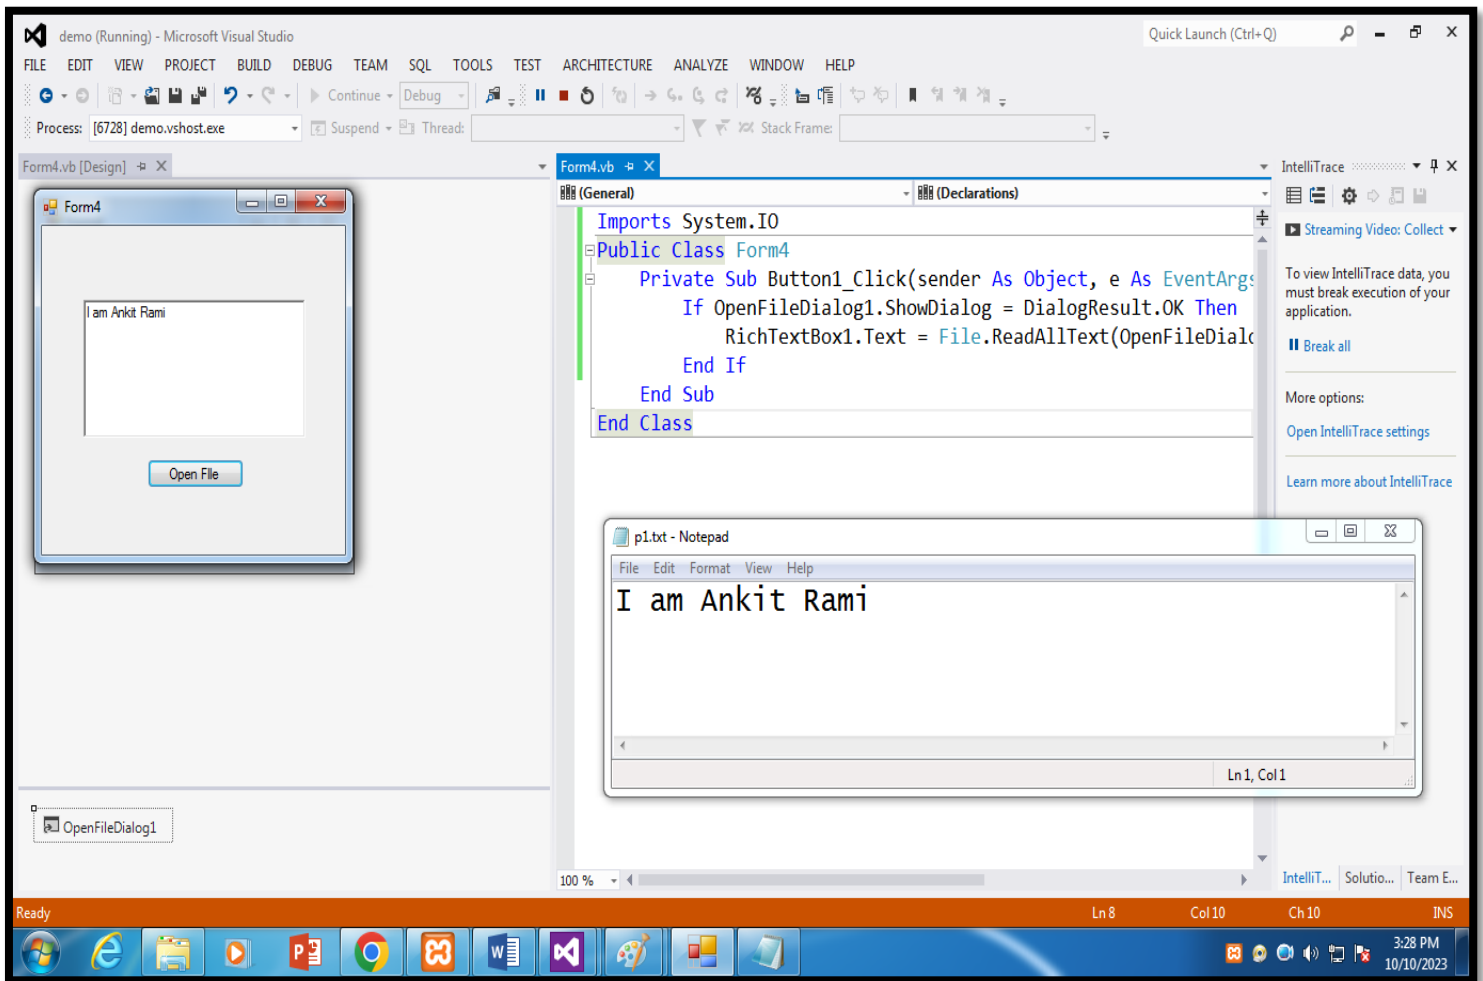 demo (Running) - Microsoft Visual Studio
Quick Launch (Ctrl+Q)
FILE EDIT VIEW PROJECT BUILD DEBUG TEAM SQL TOOLS TEST ARCHITECTURE ANALYZE WINDOW HELP
Continue Debug
Process: [6728] demo.vshost.exe Suspend Thread: Stack Frame:
Form4.vb [Design]
Form4
I am Ankit Rami
Open FIle
OpenFileDialog1
Form4.vb
(General) (Declarations)
Imports System.IO
Public Class Form4
Private Sub Button1_Click(sender As Object, e As EventArgs
If OpenFileDialog1.ShowDialog = DialogResult.OK Then
RichTextBox1.Text = File.ReadAllText(OpenFileDialo
End If
End Sub
End Class
p1.txt - Notepad
File Edit Format View Help
I am Ankit Rami
Ln 1, Col 1
100 %
IntelliTrace
Streaming Video: Collect
To view IntelliTrace data, you
must break execution of your
application.
Break all
More options:
Open IntelliTrace settings
Learn more about IntelliTrace
IntelliT... Solutio... Team E...
Ready Ln 8 Col 10 Ch 10 INS
3:28 PM
10/10/2023